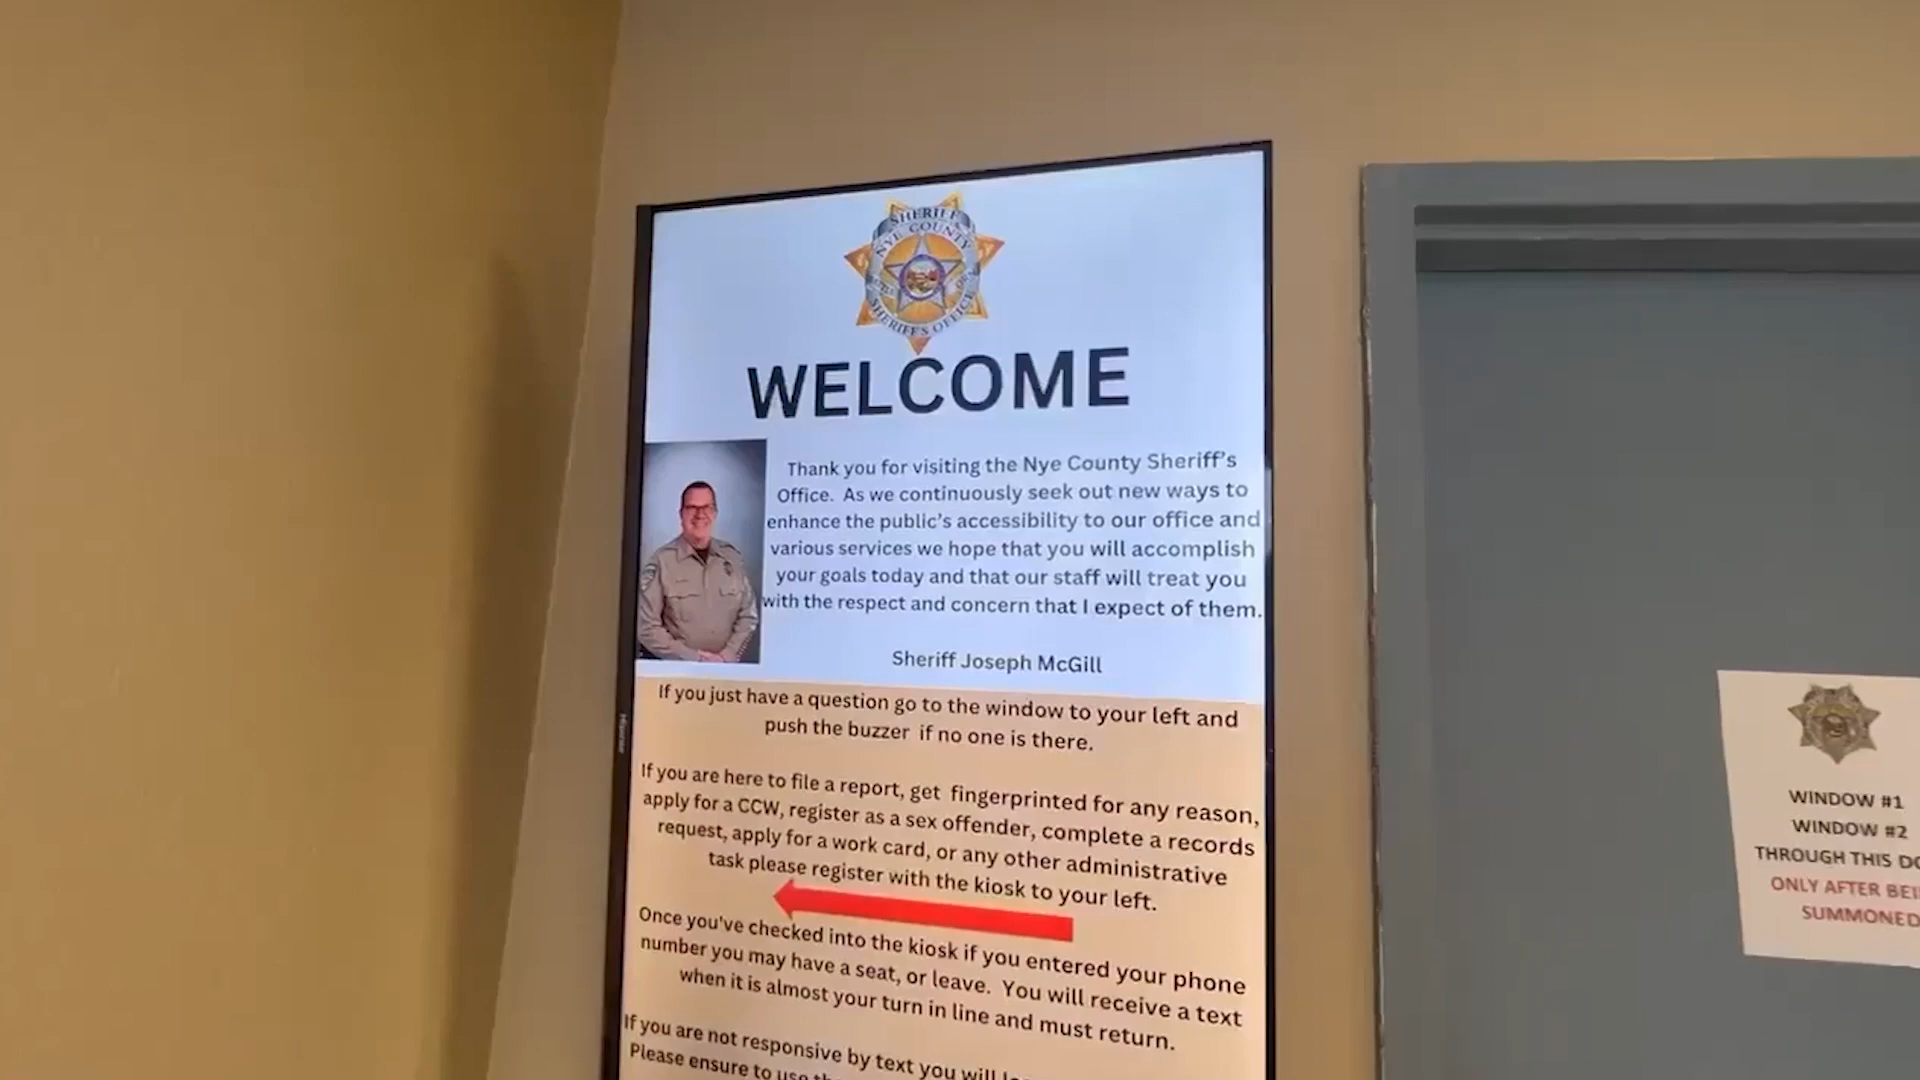 SHERIFF
NYE COUNTY
SHERIFF'S OFFICE
WELCOME
Thank you for visiting the Nye County Sheriff's
Office. As we continuously seek out new ways to
enhance the public's accessibility to our office and
various services we hope that you will accomplish
your goals today and that our staff will treat you
with the respect and concern that I expect of them.
Sheriff Joseph McGill
If you just have a question go to the window to your left and
push the buzzer if no one is there.
If you are here to file a report, get fingerprinted for any reason,
apply for a CCW, register as a sex offender, complete a records
request, apply for a work card, or any other administrative
task please register with the kiosk to your left.
Once you've checked into the kiosk if you entered your phone
number you may have a seat, or leave. You will receive a text
when it is almost your turn in line and must return.
If you are not responsive by text you will
Please ensure to use
Hisense
WINDOW #1
WINDOW #2
THROUGH THIS DO
ONLY AFTER BEI
SUMMONED